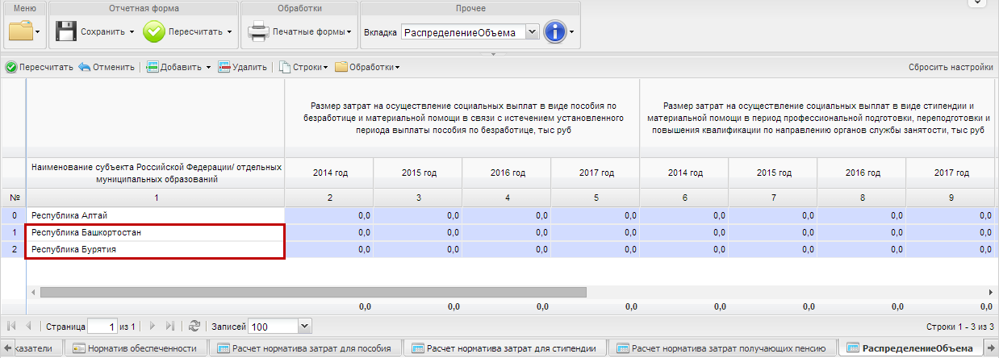 Меню
Отчетная форма
Обработки
Прочее
Сохранить
Пересчитать
Печатные формы
Вкладка
РаспределениеОбъема
Пересчитать
Отменить
Добавить
Удалить
Строки
Обработки
Сбросить настройки
Размер затрат на осуществление социальных выплат в виде пособия по
безработице и материальной помощи в связи с истечением установленного
периода выплаты пособия по безработице, тыс руб
Размер затрат на осуществление социальных выплат в виде стипендии и
материальной помощи в период профессиональной подготовки, переподготовки и
повышения квалификации по направлению органов службы занятости, тыс руб
Наименование субъекта Российской Федерации/ отдельных
муниципальных образований
2014 год 2015 год 2016 год 2017 год 2014 год 2015 год 2016 год 2017 год
№ 1 2 3 4 5 6 7 8 9
0 Республика Алтай 0,0 0,0 0,0 0,0 0,0 0,0 0,0 0,0
1 Республика Башкортостан 0,0 0,0 0,0 0,0 0,0 0,0 0,0 0,0
2 Республика Бурятия 0,0 0,0 0,0 0,0 0,0 0,0 0,0 0,0
0,0 0,0 0,0 0,0 0,0 0,0 0,0 0,0
Страница 1 из 1 Записей 100 Строки 1 - 3 из 3
казатели
Норматив обеспеченности
Расчет норматива затрат для пособия
Расчет норматива затрат для стипендии
Расчет норматива затрат получающих пенсию
РаспределениеОбъема